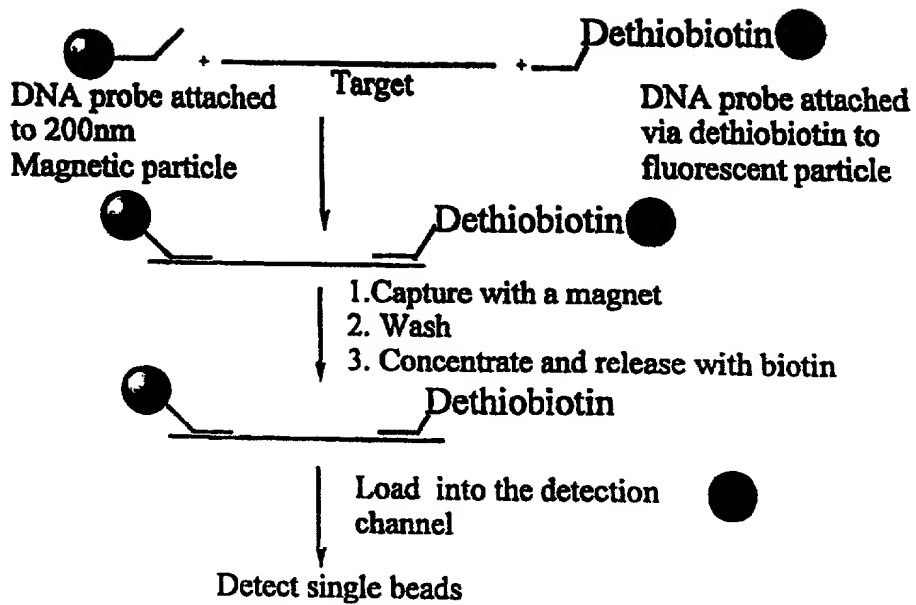 Dethiobiotin
+
+
Target
DNA probe attached
to 200nm
Magnetic particle
DNA probe attached
via dethiobiotin to
fluorescent particle
Dethiobiotin
1.Capture with a magnet
2. Wash
3. Concentrate and release with biotin
Dethiobiotin
Load into the detection
channel
Detect single beads